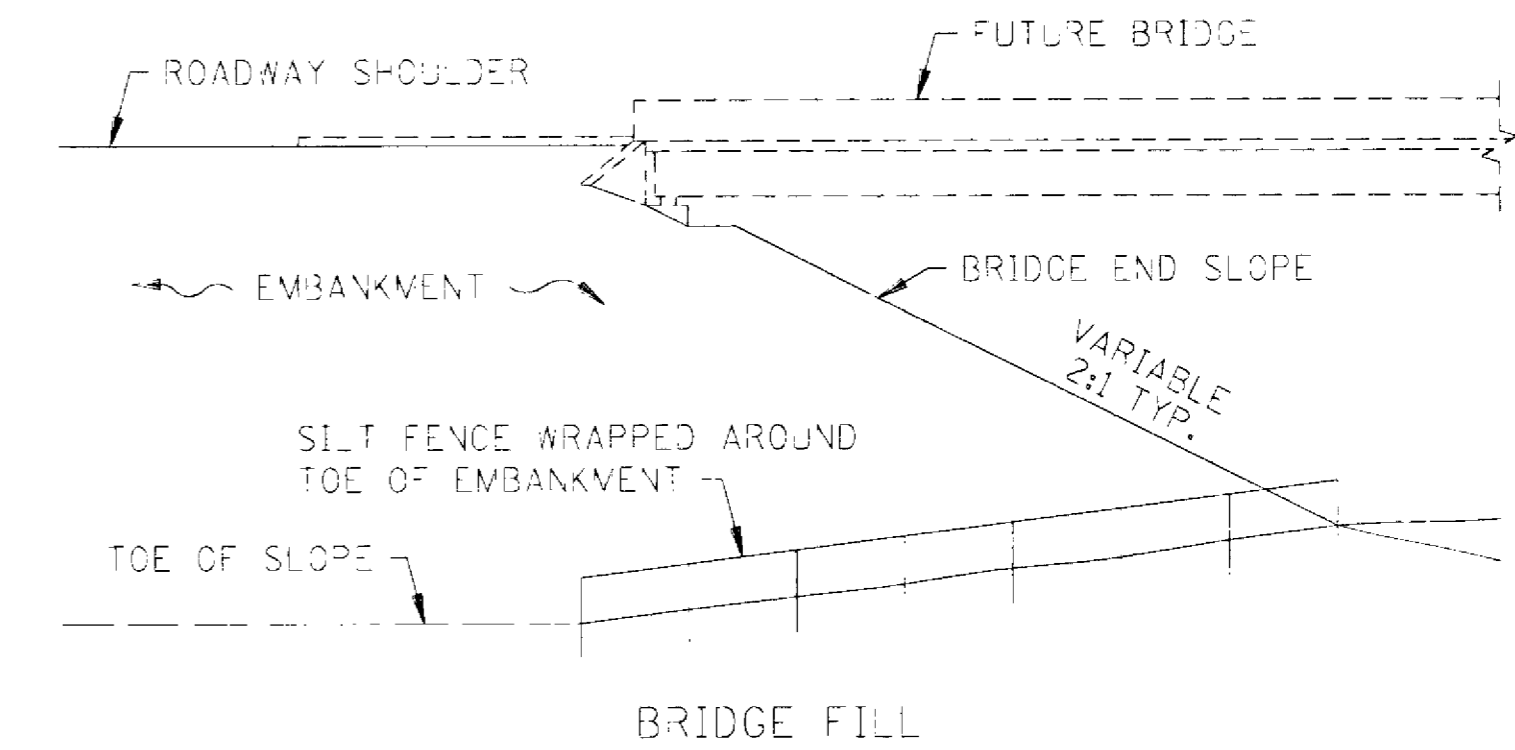 FUTURE BRIDGE
ROADWAY SHOULDER
BRIDGE END SLOPE
EMBANKMENT
VARIABLE
2:1 TYP.
SILT FENCE WRAPPED AROUND
TOE OF EMBANKMENT
TOE OF SLOPE
BRIDGE FILL